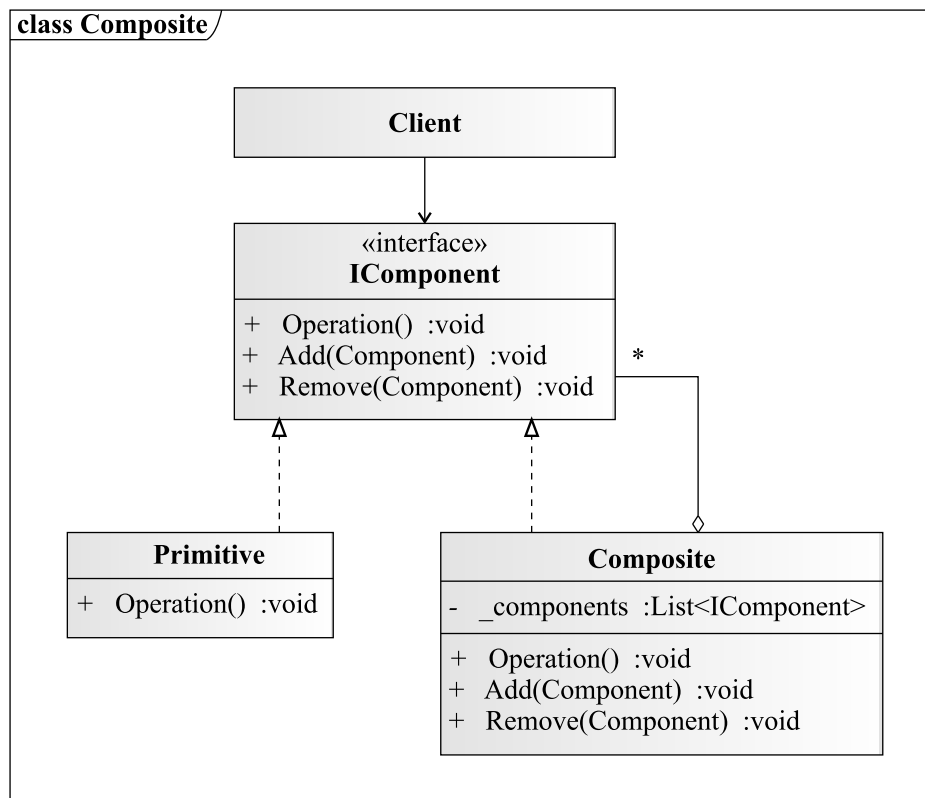 class Composite
Client
«interface»
IComponent
+ Operation() :void
+ Add(Component) :void
+ Remove(Component) :void
*
Primitive
+ Operation() :void
Composite
- _components :List<IComponent>
+ Operation() :void
+ Add(Component) :void
+ Remove(Component) :void